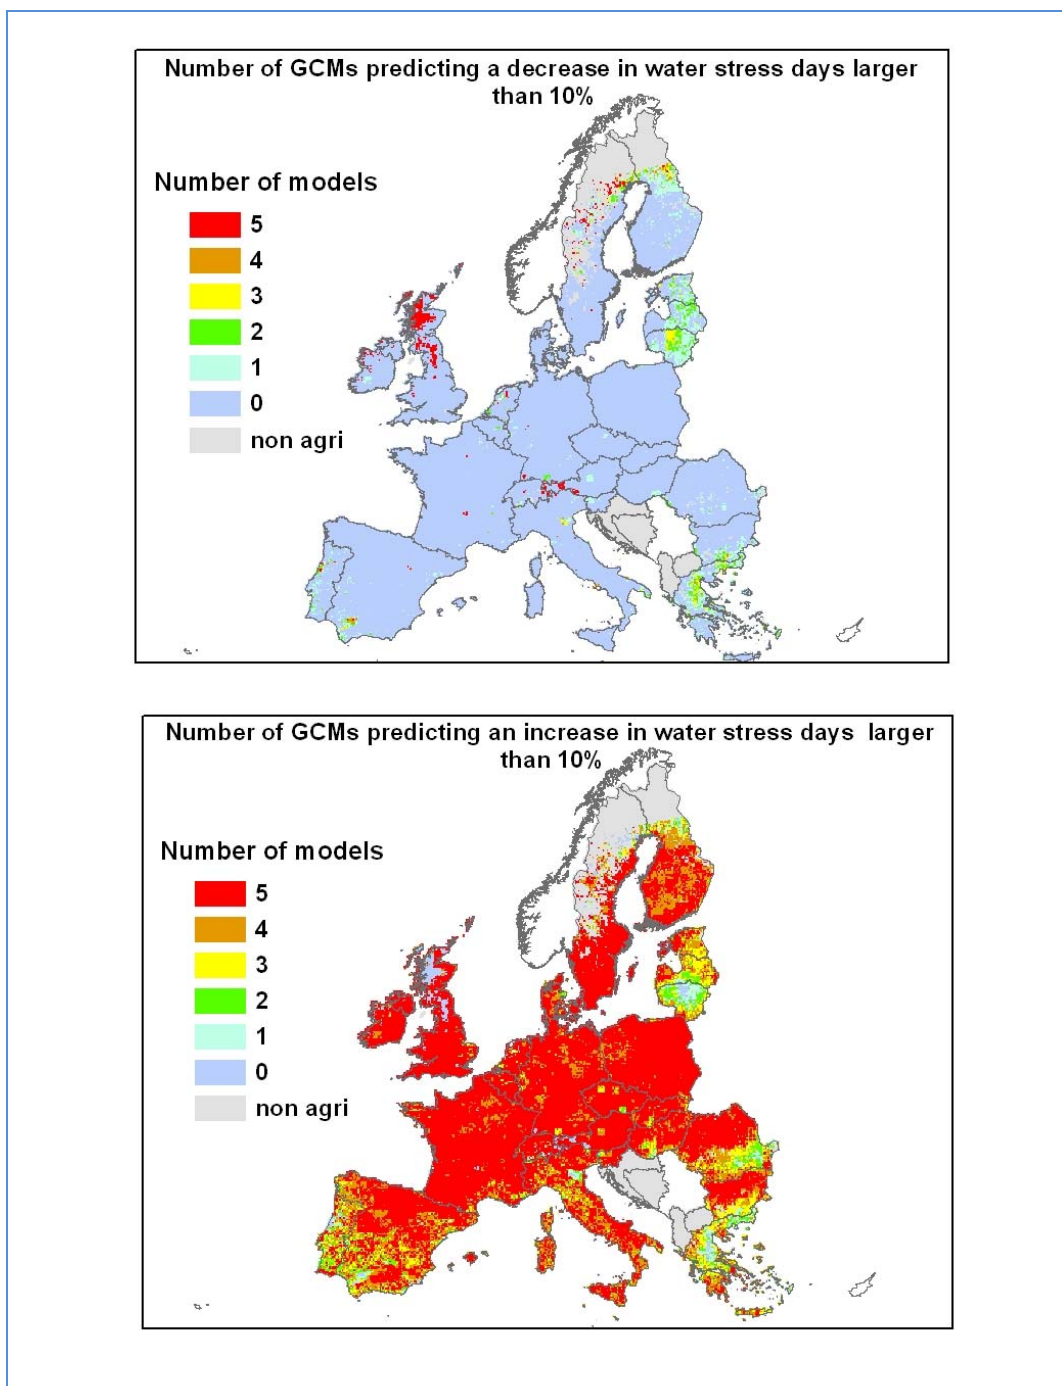 Number of GCMs predicting a decrease in water stress days larger
than 10%
Number of models
5
4
3
2
1
0
non agri
Number of GCMs predicting an increase in water stress days larger
than 10%
Number of models
5
4
3
2
1
0
non agri